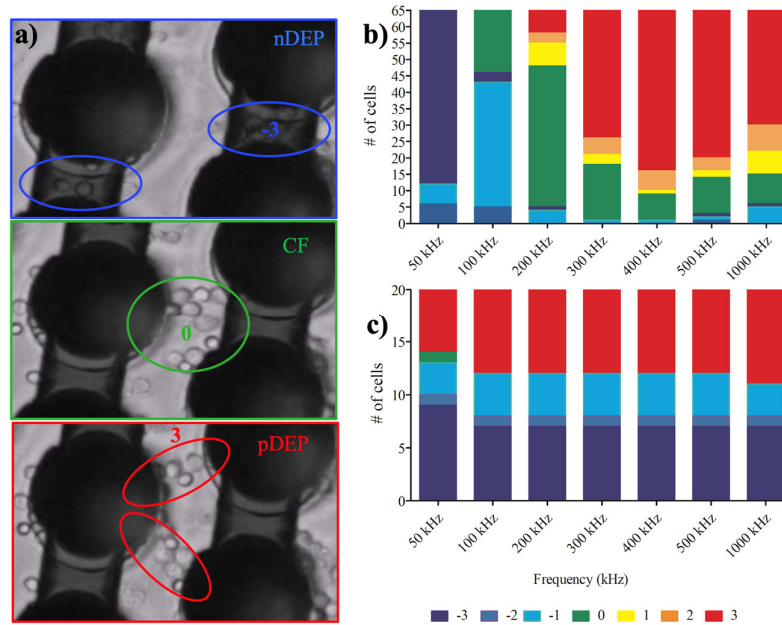 a)
nDEP
-3
CF
0
3
pDEP
b)
# of cells
65
60
55
50
45
40
35
30
25
20
15
10
5
0
50 kHz
100 kHz
200 kHz
300 kHz
400 kHz
500 kHz
1000 kHz
c)
# of cells
20
15
10
5
0
50 kHz
100 kHz
200 kHz
300 kHz
400 kHz
500 kHz
1000 kHz
Frequency (kHz)
-3 -2 -1 0 1 2 3